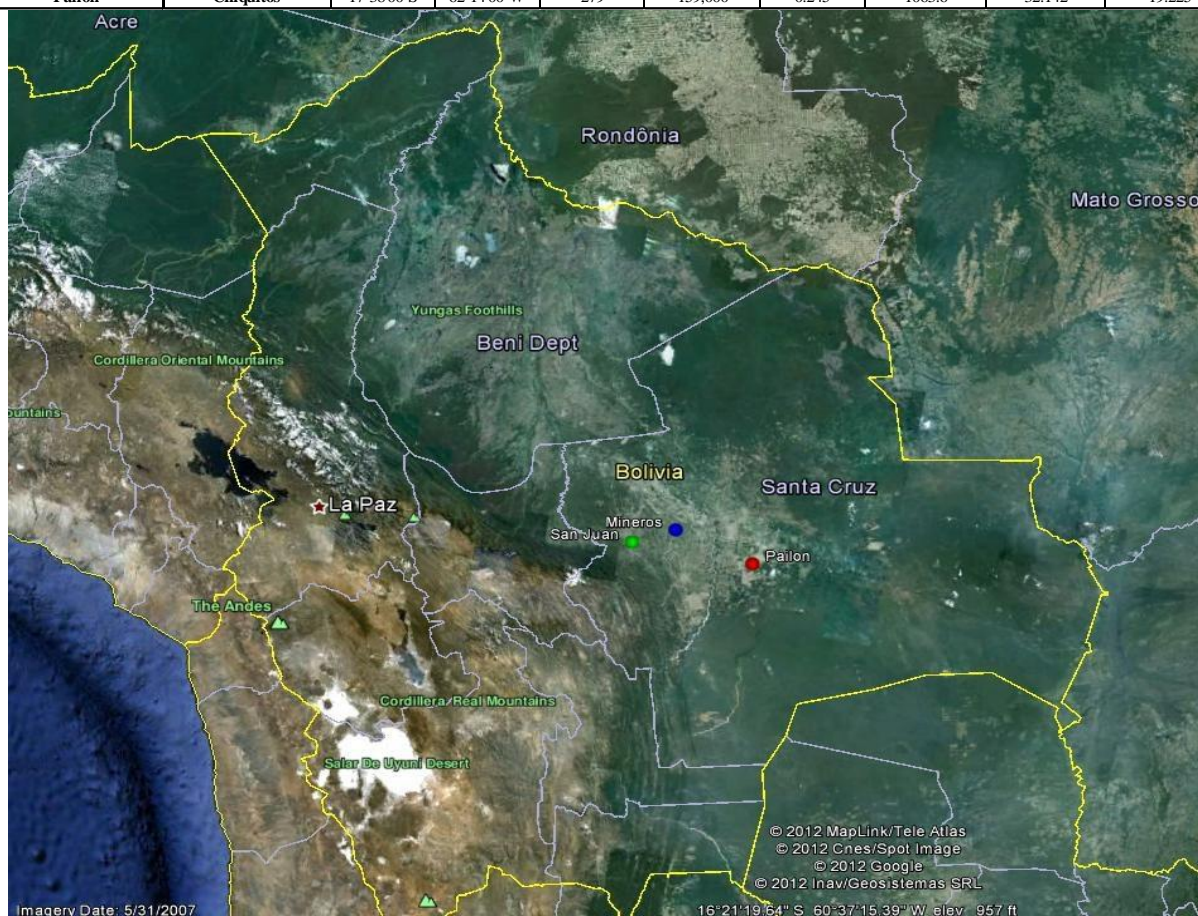 Chiquitos
Acre
Rondônia
Mato Grosso
Yungas Foothills
Beni Dept
Cordillera Oriental Mountains
ountains
Bolivia
Santa Cruz
La Paz
Mineros
San Juan
Pailon
The Andes
Cordillera Real Mountains
Salar De Uyuni Desert
© 2012 MapLink/Tele Atlas
© 2012 Cnes/Spot Image
© 2012 Google
© 2012 Inav/Geosistemas SRL
Imagery Date: 5/31/2007
16°21'19.64" S 60°37'15.39" W elev 957 ft